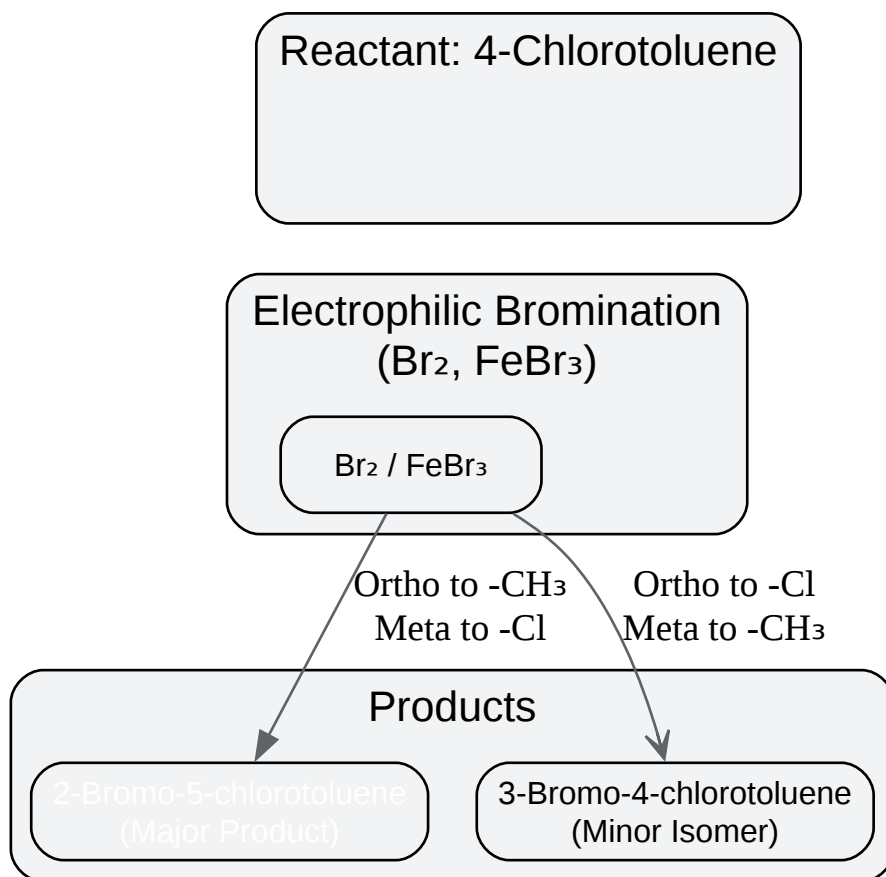 Reactant: 4-Chlorotoluene
Electrophilic Bromination
(Br₂, FeBr₃)
Br₂ / FeBr₃
Ortho to -CH₃
Meta to -Cl
Ortho to -Cl
Meta to -CH₃
Products
2-Bromo-5-chlorotoluene
(Major Product)
3-Bromo-4-chlorotoluene
(Minor Isomer)